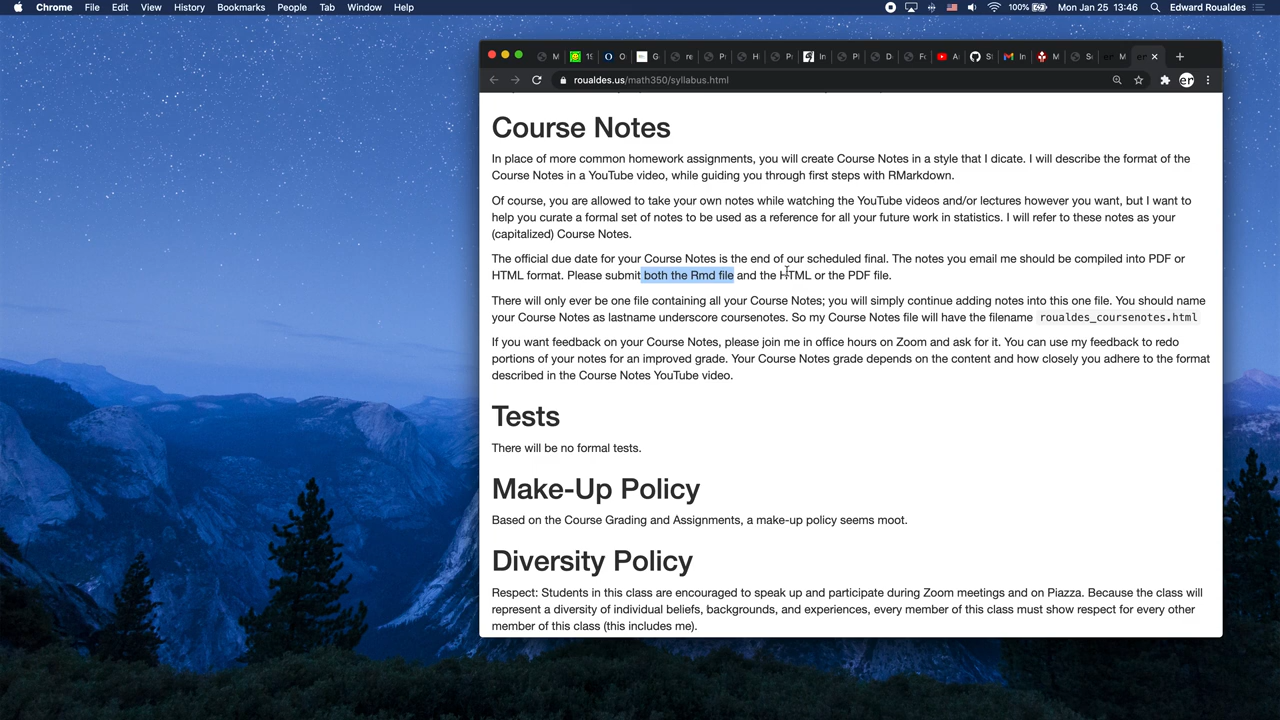 Chrome File Edit View History Bookmarks People Tab Window Help 100% Mon Jan 25 13:46 Edward Roualdes
roualdes.us/math350/syllabus.html
Course Notes
In place of more common homework assignments, you will create Course Notes in a style that I dicate. I will describe the format of the
Course Notes in a YouTube video, while guiding you through first steps with RMarkdown.
Of course, you are allowed to take your own notes while watching the YouTube videos and/or lectures however you want, but I want to
help you curate a formal set of notes to be used as a reference for all your future work in statistics. I will refer to these notes as your
(capitalized) Course Notes.
The official due date for your Course Notes is the end of our scheduled final. The notes you email me should be compiled into PDF or
HTML format. Please submit both the Rmd file and the HTML or the PDF file.
There will only ever be one file containing all your Course Notes; you will simply continue adding notes into this one file. You should name
your Course Notes as lastname underscore coursenotes. So my Course Notes file will have the filename roualdes_coursenotes.html
If you want feedback on your Course Notes, please join me in office hours on Zoom and ask for it. You can use my feedback to redo
portions of your notes for an improved grade. Your Course Notes grade depends on the content and how closely you adhere to the format
described in the Course Notes YouTube video.
Tests
There will be no formal tests.
Make-Up Policy
Based on the Course Grading and Assignments, a make-up policy seems moot.
Diversity Policy
Respect: Students in this class are encouraged to speak up and participate during Zoom meetings and on Piazza. Because the class will
represent a diversity of individual beliefs, backgrounds, and experiences, every member of this class must show respect for every other
member of this class (this includes me).